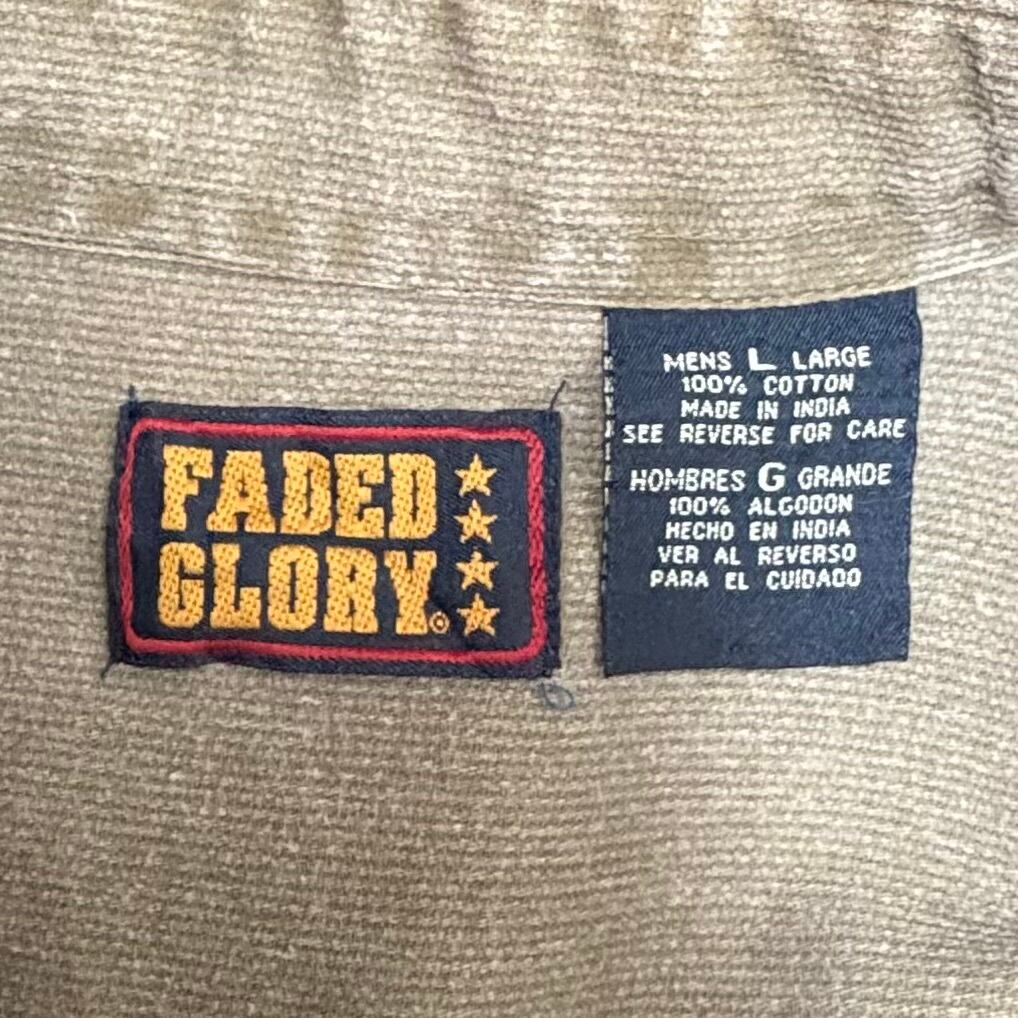 FADED
GLORY®
MENS L LARGE
100% COTTON
MADE IN INDIA
SEE REVERSE FOR CARE
HOMBRES G GRANDE
100% ALGODON
HECHO EN INDIA
VER AL REVERSO
PARA EL CUIDADO